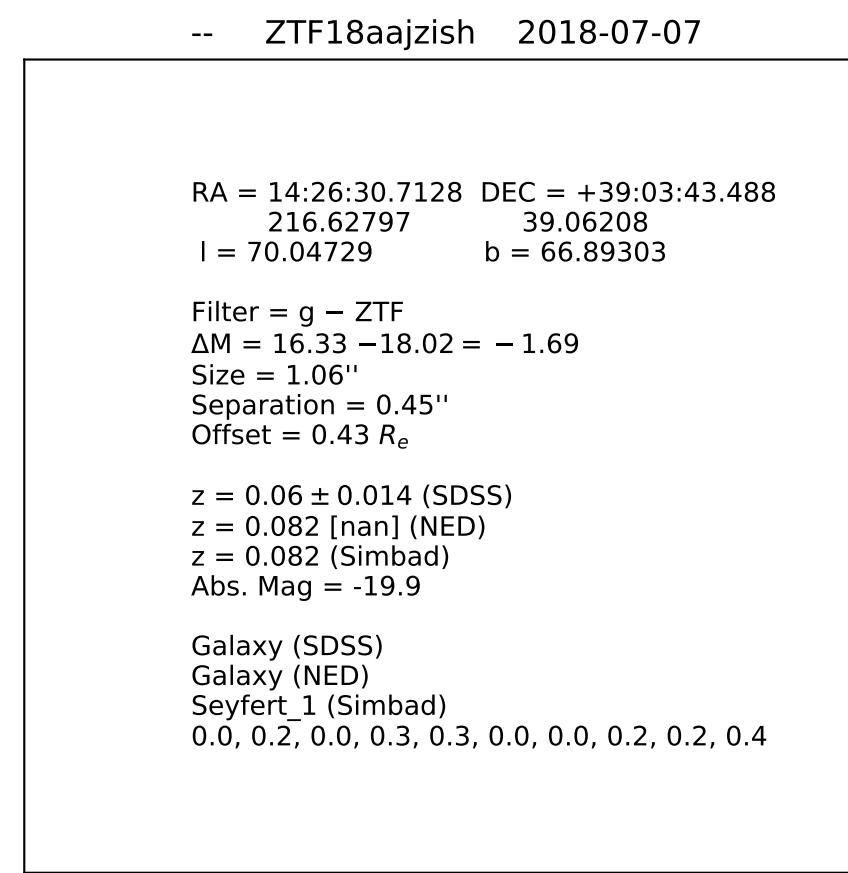 -- ZTF18aajzish 2018-07-07
RA = 14:26:30.7128 DEC = +39:03:43.488
216.62797 39.06208
l = 70.04729 b = 66.89303
Filter = g − ZTF
ΔM = 16.33 −18.02 = − 1.69
Size = 1.06''
Separation = 0.45''
Offset = 0.43 Re
z = 0.06 ± 0.014 (SDSS)
z = 0.082 [nan] (NED)
z = 0.082 (Simbad)
Abs. Mag = -19.9
Galaxy (SDSS)
Galaxy (NED)
Seyfert_1 (Simbad)
0.0, 0.2, 0.0, 0.3, 0.3, 0.0, 0.0, 0.2, 0.2, 0.4